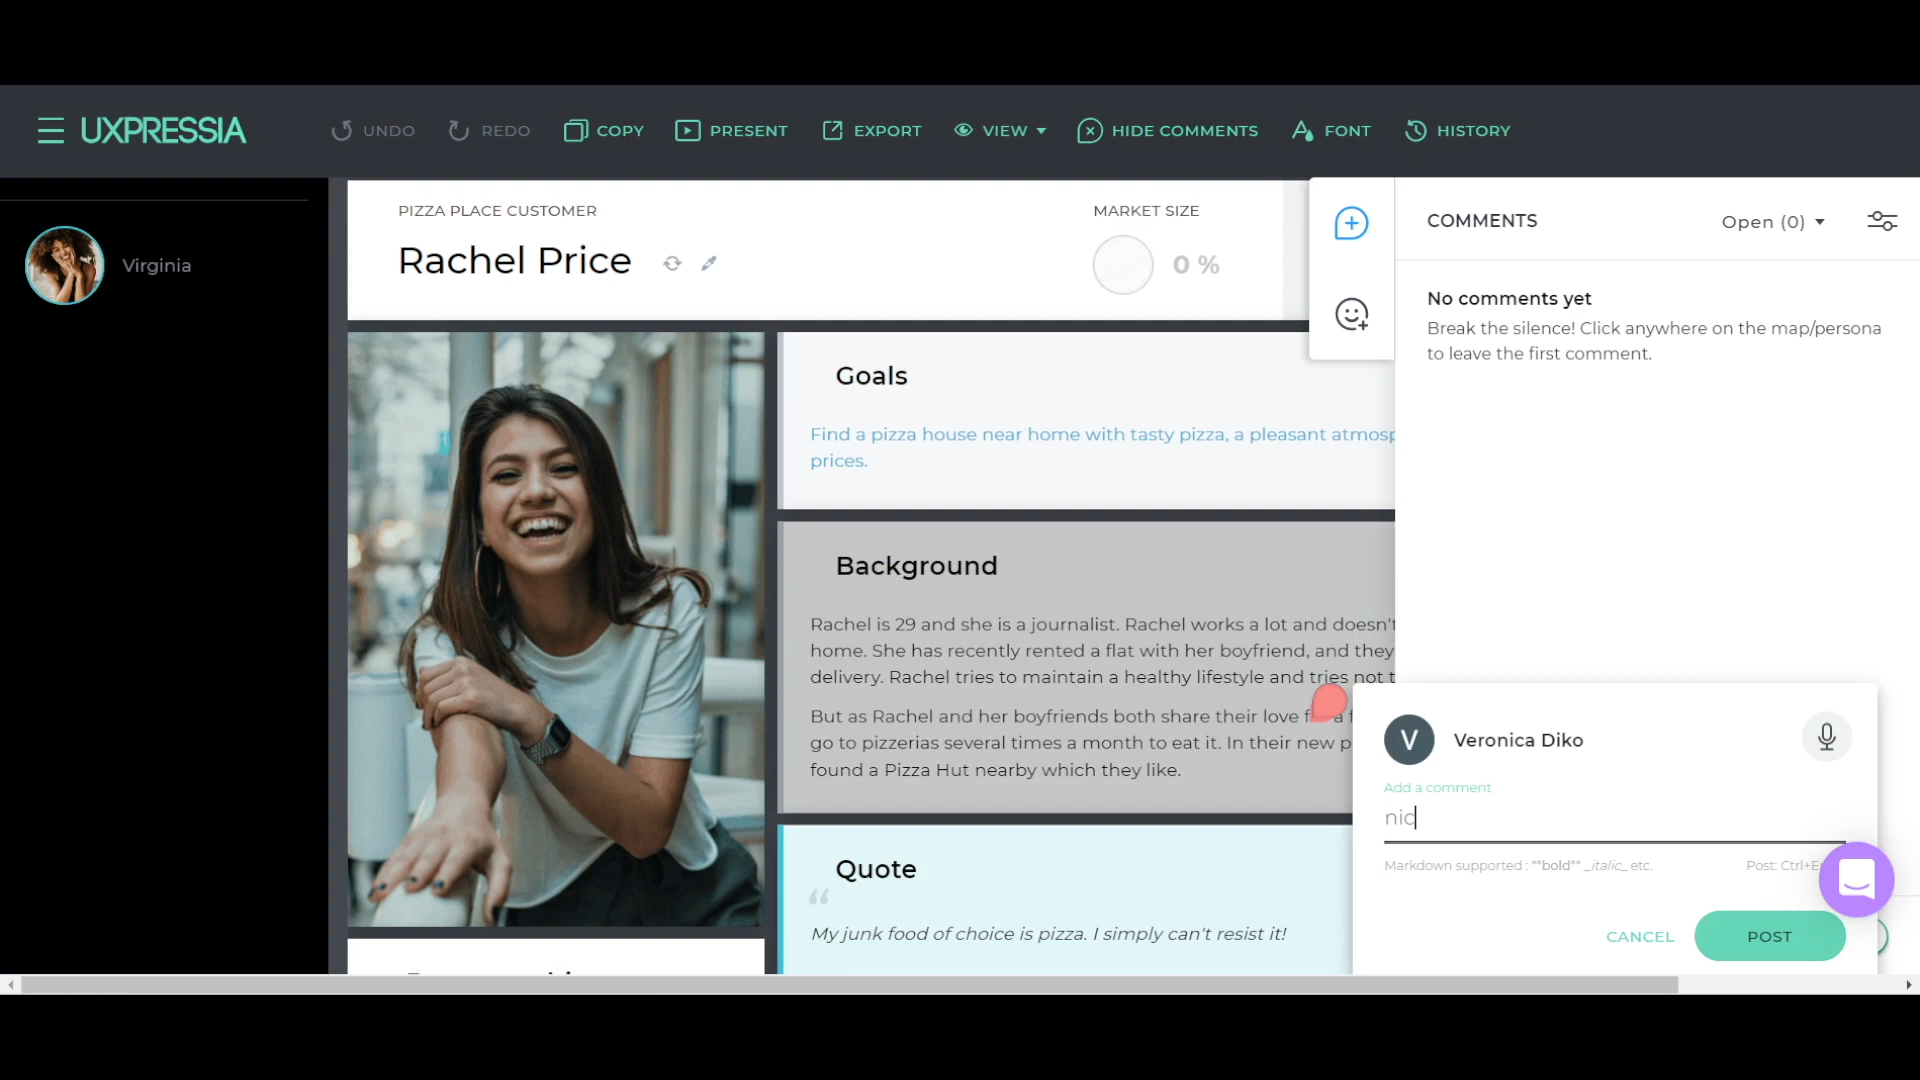 UXPRESSIA
UNDO
REDO
COPY
PRESENT
EXPORT
VIEW
HIDE COMMENTS
FONT
HISTORY
Virginia
PIZZA PLACE CUSTOMER
Rachel Price
MARKET SIZE
0 %
Goals
Find a pizza house near home with tasty pizza, a pleasant
prices.
Background
Rachel is 29 and she is a journalist. Rachel works a lot and doesn't
home. She has recently rented a flat with her boyfriend, and they
delivery. Rachel tries to maintain a healthy lifestyle and tries not
But as Rachel and her boyfriends both share their love
go to pizzerias several times a month to eat it. In their new
found a Pizza Hut nearby which they like.
Quote
“
My junk food of choice is pizza. I simply can't resist it!
COMMENTS
Open (0)
No comments yet
Break the silence! Click anywhere on the map/persona
to leave the first comment.
V
Veronica Diko
Add a comment
nic
Markdown supported : **bold** _italic_ etc.
Post:
CANCEL
POST